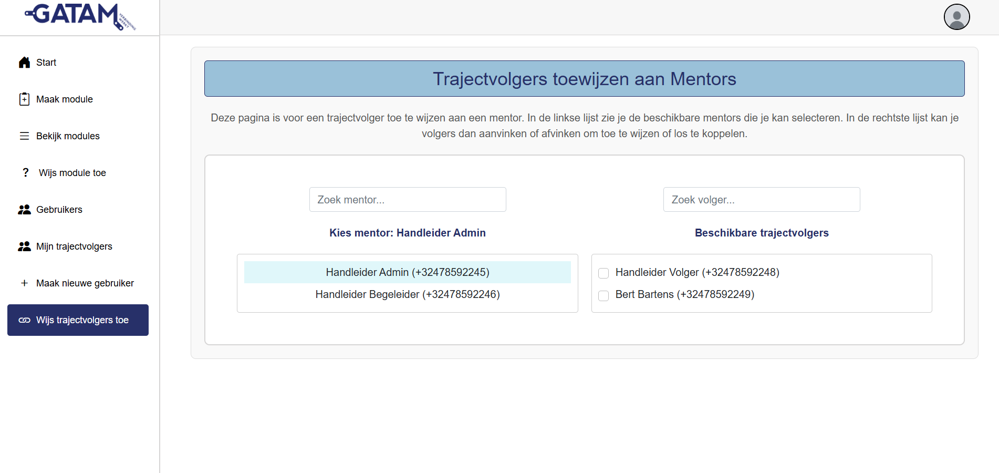 GATAM
VERBINDING
WERKT
Start
Maak module
Bekijk modules
? Wijs module toe
Gebruikers
Mijn trajectvolgers
+ Maak nieuwe gebruiker
Wijs trajectvolgers toe
Trajectvolgers toewijzen aan Mentors
Deze pagina is voor een trajectvolger toe te wijzen aan een mentor. In de linkse lijst zie je de beschikbare mentors die je kan selecteren. In de rechtste lijst kan je
volgers dan aanvinken of afvinken om toe te wijzen of los te koppelen.
Zoek mentor...
Kies mentor: Handleider Admin
Handleider Admin (+32478592245)
Handleider Begeleider (+32478592246)
Zoek volger...
Beschikbare trajectvolgers
Handleider Volger (+32478592248)
Bert Bartens (+32478592249)